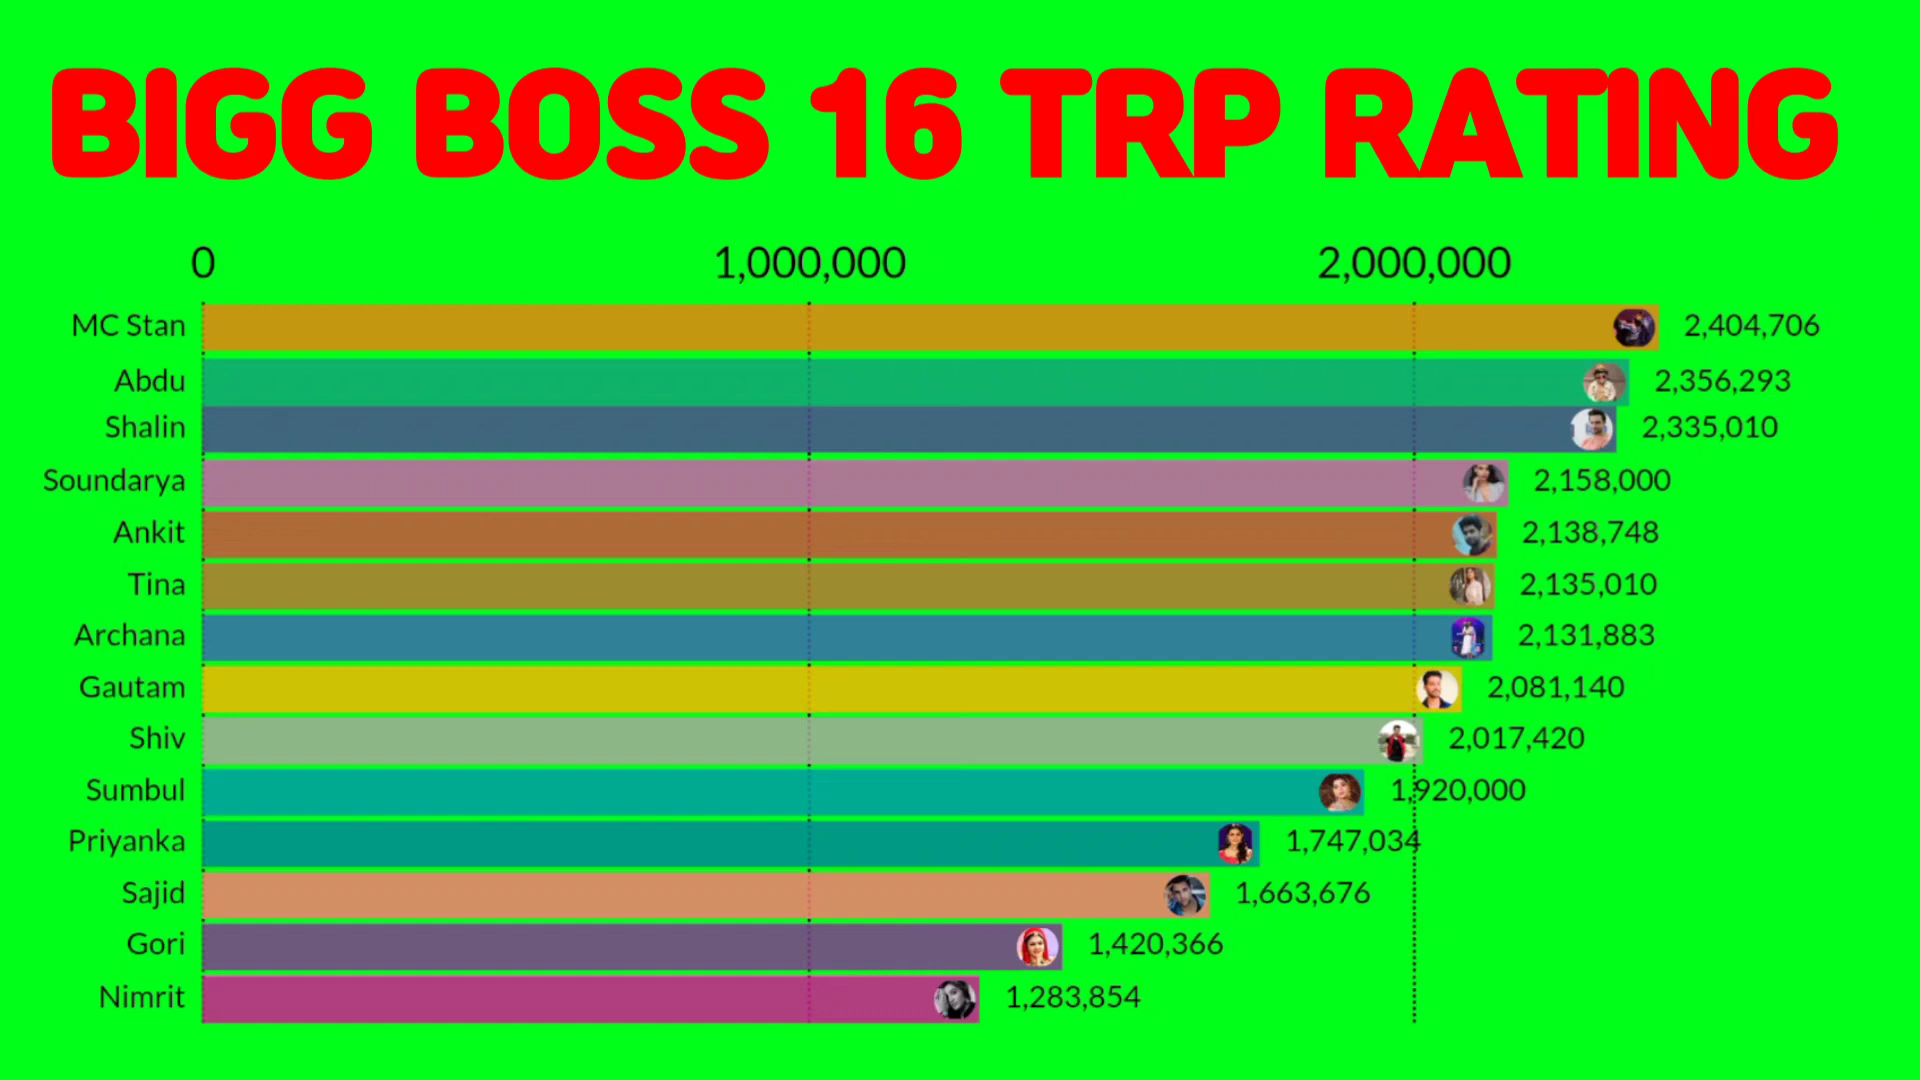 BIGG BOSS 16 TRP RATING
0 1,000,000 2,000,000
MC Stan 2,404,706
Abdu 2,356,293
Shalin 2,335,010
Soundarya 2,158,000
Ankit 2,138,748
Tina 2,135,010
Archana 2,131,883
Gautam 2,081,140
Shiv 2,017,420
Sumbul 1,920,000
Priyanka 1,747,034
Sajid 1,663,676
Gori 1,420,366
Nimrit 1,283,854